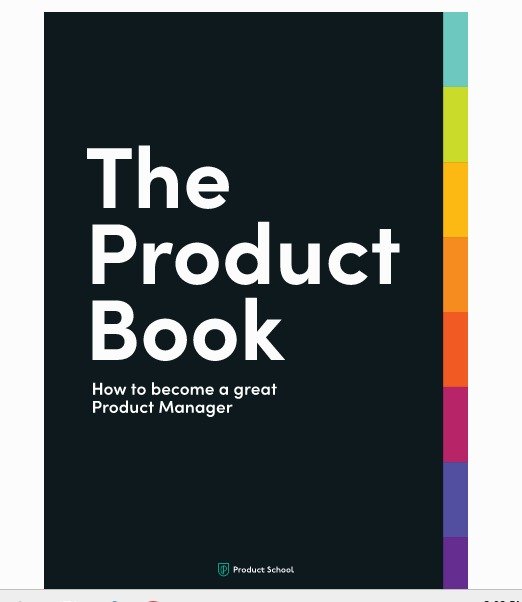 The
Product
Book
How to become a great
Product Manager
Product School